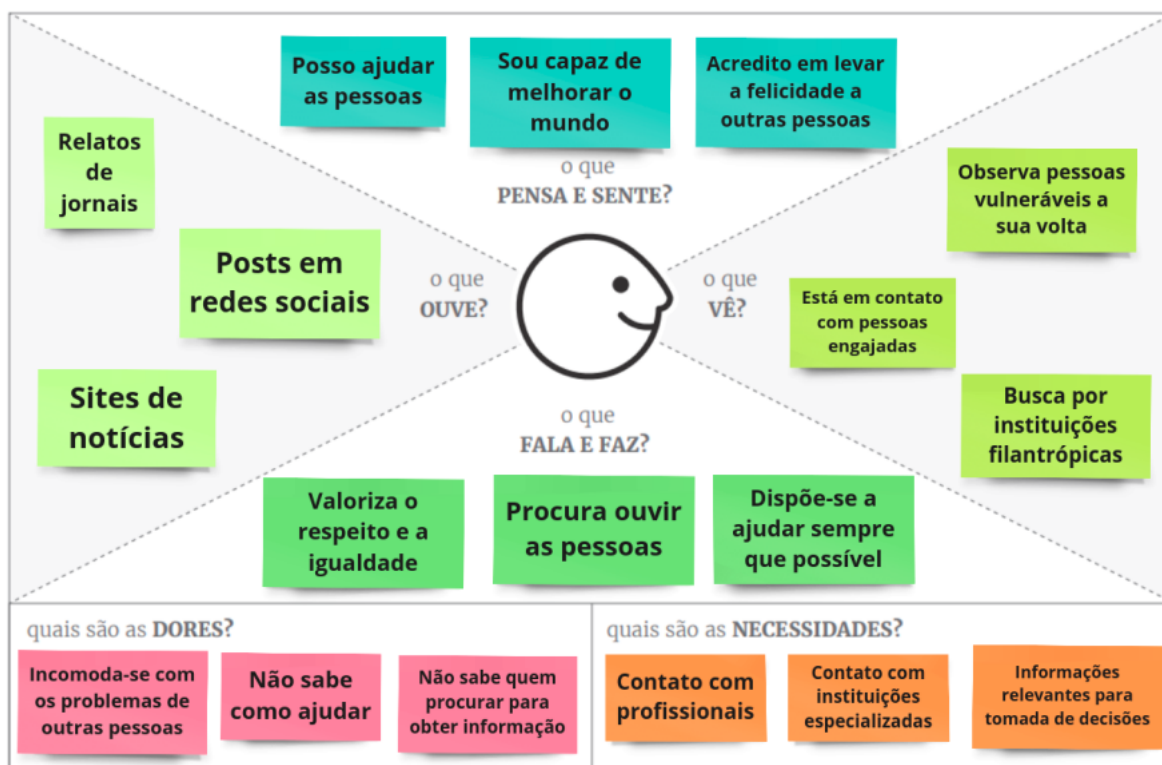 Posso ajudar
as pessoas
Sou capaz de
melhorar o
mundo
Acredito em levar
a felicidade a
outras pessoas
o que
PENSA E SENTE?
Relatos
de
jornais
Posts em
redes sociais
Sites de
notícias
o que
OUVE?
o que
VÊ?
Observa pessoas
vulneráveis a
sua volta
Está em contato
com pessoas
engajadas
Busca por
instituições
filantrópicas
o que
FALA E FAZ?
Valoriza o
respeito e a
igualdade
Procura ouvir
as pessoas
Dispõe-se a
ajudar sempre
que possível
quais são as DORES?
Incomoda-se com
os problemas de
outras pessoas
Não sabe
como ajudar
Não sabe quem
procurar para
obter informação
quais são as NECESSIDADES?
Contato com
profissionais
Contato com
instituições
especializadas
Informações
relevantes para
tomada de decisões